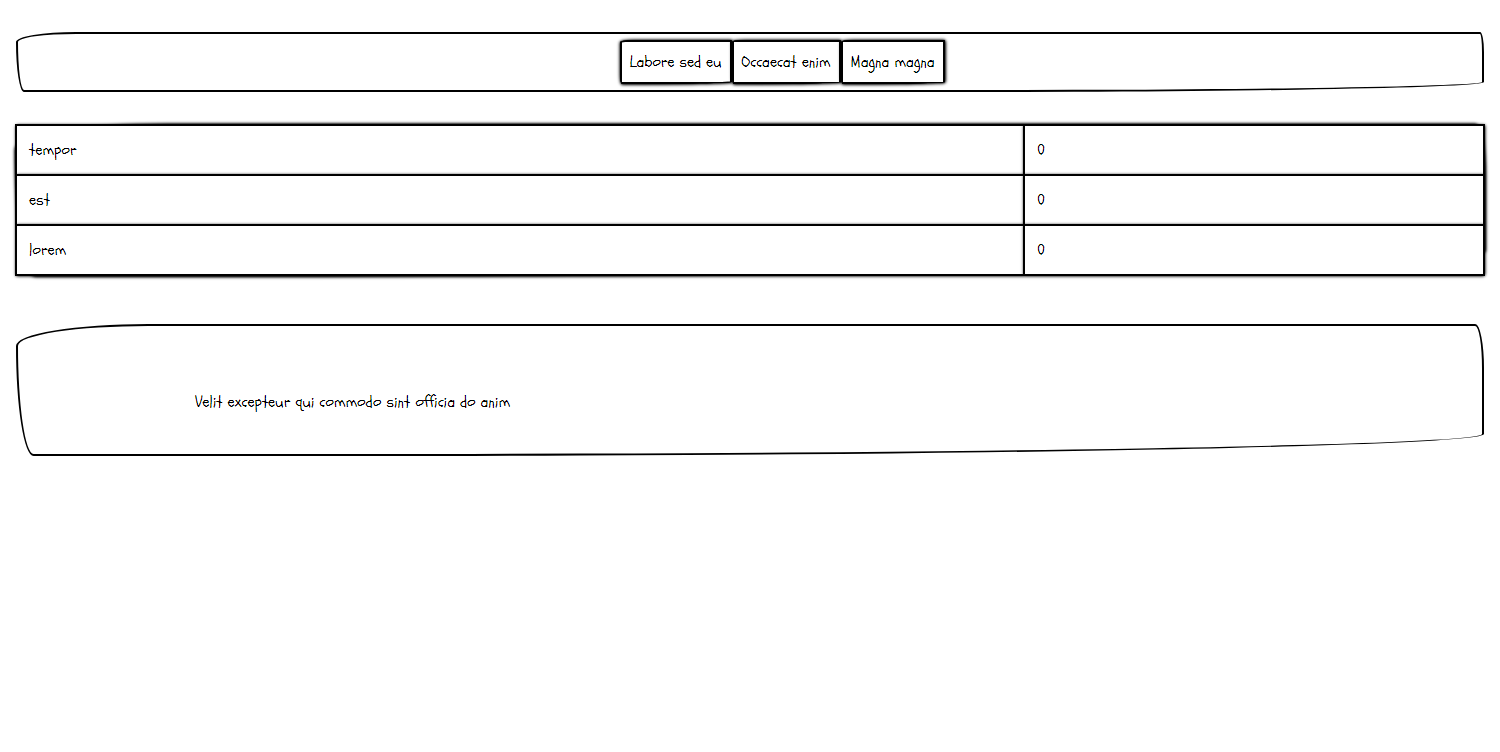 Labore sed eu Occaecat enim Magna magna
tempor 0
est 0
lorem 0
Velit excepteur qui commodo sint officia do anim